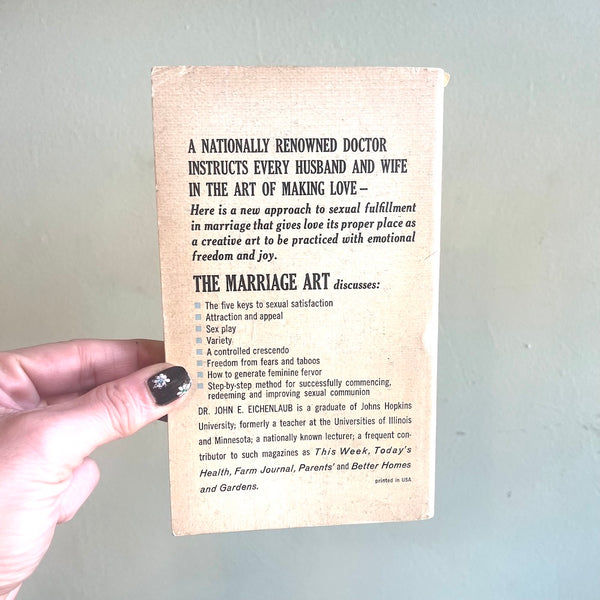 A NATIONALLY RENOWNED DOCTOR
INSTRUCTS EVERY HUSBAND AND WIFE
IN THE ART OF MAKING LOVE—
Here is a new approach to sexual fulfillment
in marriage that gives love its proper place as
a creative art to be practiced with emotional
freedom and joy.
THE MARRIAGE ART discusses:
The five keys to sexual satisfaction
Attraction and appeal
Sex play
Variety
A controlled crescendo
Freedom from fears and taboos
How to generate feminine fervor
Step-by-step method for successfully commencing,
redeeming and improving sexual communion
DR. JOHN E. EICHENLAUB is a graduate of Johns Hopkins
University; formerly a teacher at the Universities of Illinois
and Minnesota; a nationally known lecturer; a frequent con-
tributor to such magazines as This Week, Today's
Health, Farm Journal, Parents' and Better Homes
and Gardens.
printed in USA